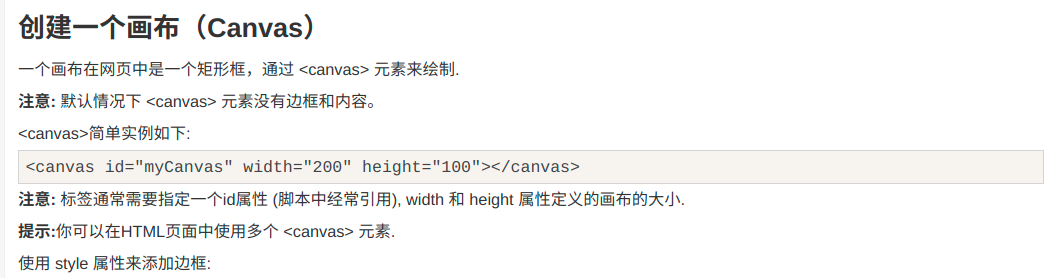 创建一个画布（Canvas）
一个画布在网页中是一个矩形框，通过 <canvas> 元素来绘制.
注意: 默认情况下 <canvas> 元素没有边框和内容。
<canvas>简单实例如下:
<canvas id="myCanvas" width="200" height="100"></canvas>
注意: 标签通常需要指定一个id属性 (脚本中经常引用), width 和 height 属性定义的画布的大小.
提示:你可以在HTML页面中使用多个 <canvas> 元素.
使用 style 属性来添加边框: